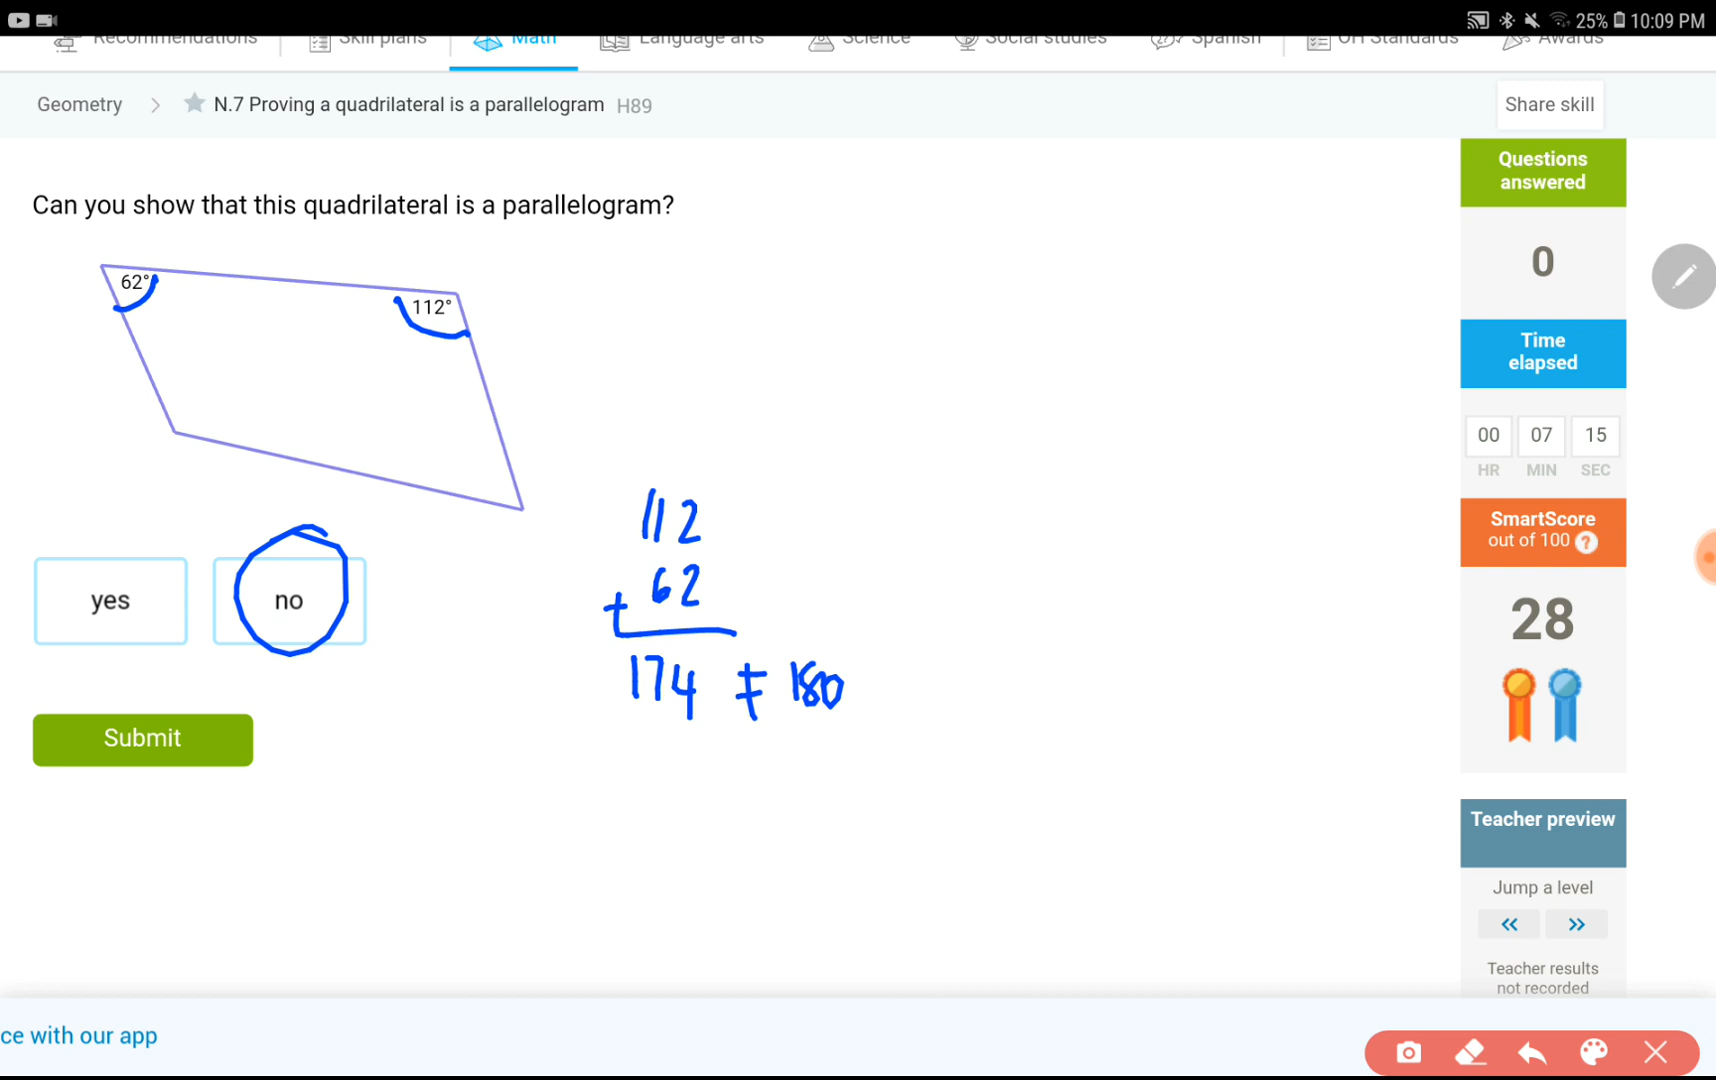 25% 10:09 PM
Recommendations Skill plans Math Language arts Science Social studies Spanish OH Standards Awards
Geometry > N.7 Proving a quadrilateral is a parallelogram H89
Share skill
Can you show that this quadrilateral is a parallelogram?
62°
112°
yes
no
Submit
112
+ 62
174 ≠ 180
Questions
answered
0
Time
elapsed
00 07 15
HR MIN SEC
SmartScore
out of 100 ?
28
Teacher preview
Jump a level
« »
Teacher results
not recorded
ce with our app